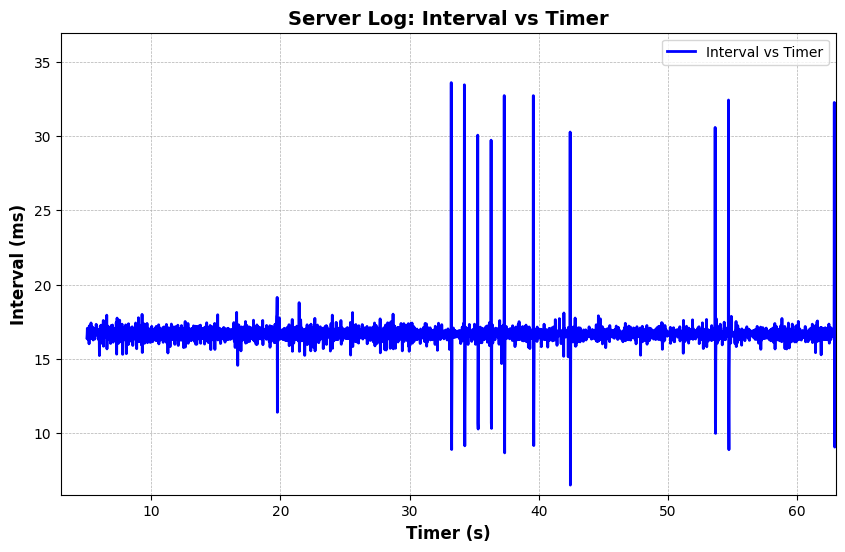 Server Log: Interval vs Timer
Interval vs Timer
35
30
25
20
15
10
Interval (ms)
10 20 30 40 50 60
Timer (s)